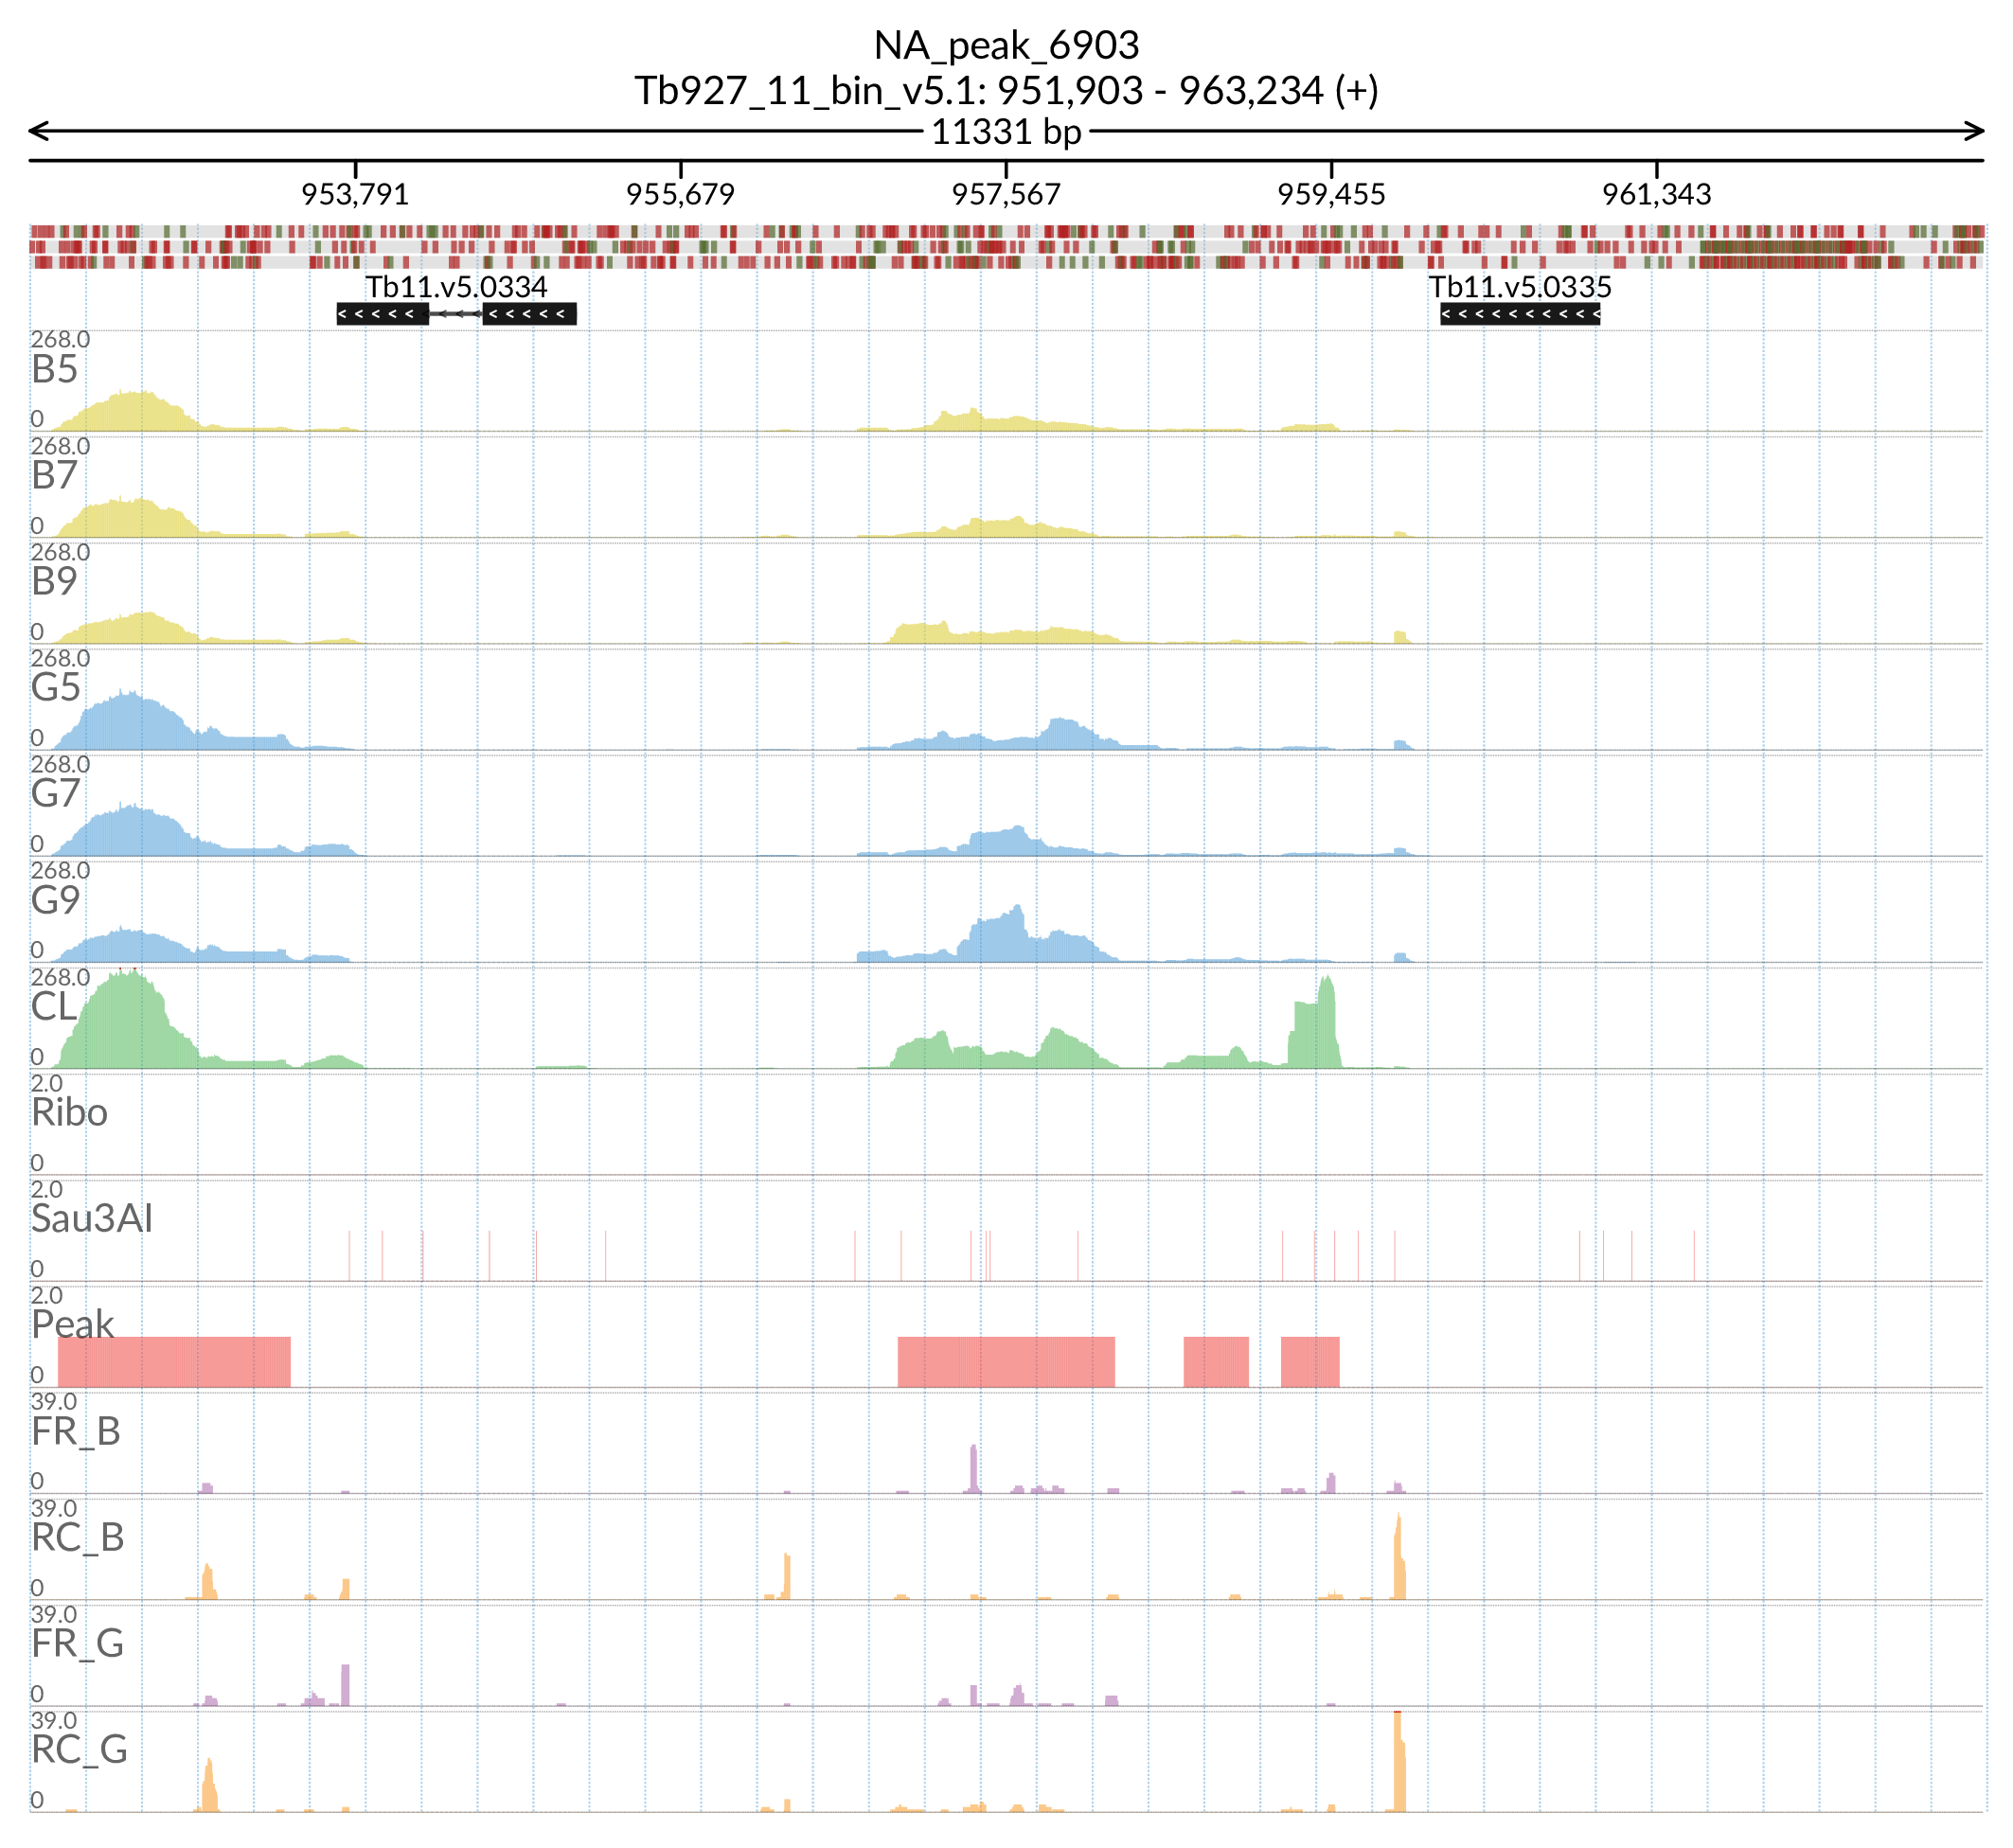 NA_peak_6903
Tb927_11_bin_v5.1: 951,903 - 963,234 (+)
11331 bp
953,791 955,679 957,567 959,455 961,343
Tb11.v5.0334 Tb11.v5.0335
268.0
B5
0
268.0
B7
0
268.0
B9
0
268.0
G5
0
268.0
G7
0
268.0
G9
0
268.0
CL
0
2.0
Ribo
0
2.0
Sau3AI
0
2.0
Peak
0
39.0
FR_B
0
39.0
RC_B
0
39.0
FR_G
0
39.0
RC_G
0